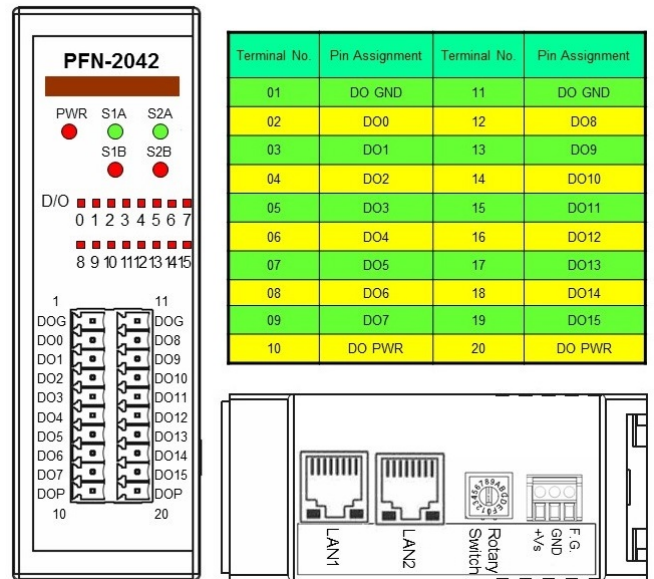 PFN-2042
PWR S1A S2A
S1B S2B
D/O
0 1 2 3 4 5 6 7
8 9 10 11 12 13 14 15
1 11
DOG DOG
DO0 DO8
DO1 DO9
DO2 DO10
DO3 DO11
DO4 DO12
DO5 DO13
DO6 DO14
DO7 DO15
DOP DOP
10 20
Terminal No. Pin Assignment Terminal No. Pin Assignment
01 DO GND 11 DO GND
02 DO0 12 DO8
03 DO1 13 DO9
04 DO2 14 DO10
05 DO3 15 DO11
06 DO4 16 DO12
07 DO5 17 DO13
08 DO6 18 DO14
09 DO7 19 DO15
10 DO PWR 20 DO PWR
LAN1
LAN2
Rotary
Switch
F.G.
GND
+Vs